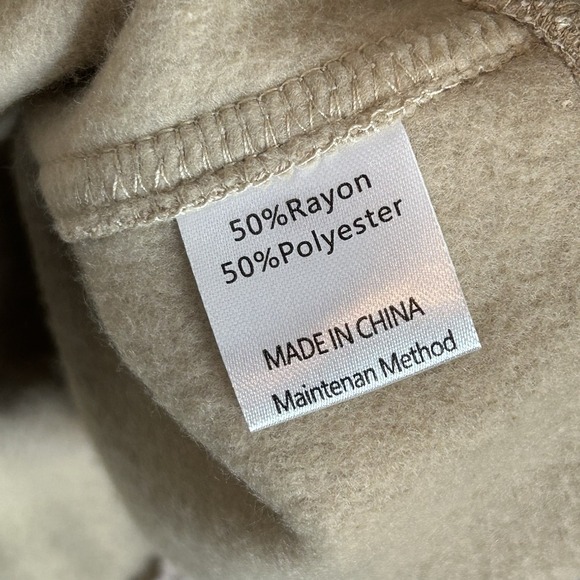 50%Rayon
50%Polyester
MADE IN CHINA
Maintenan Method